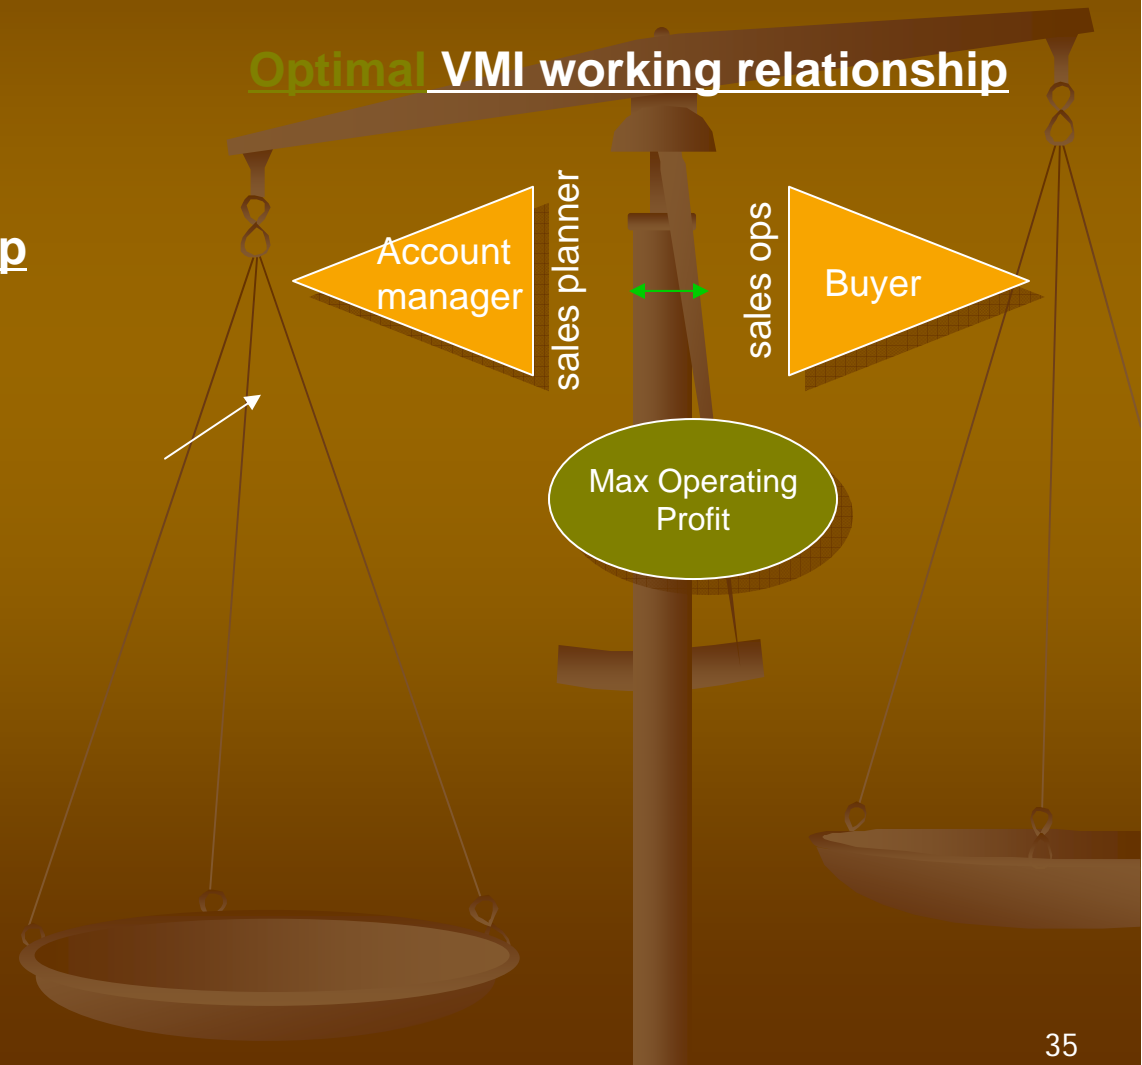 Optimal VMI working relationship
p
Account
manager
sales planner
sales ops
Buyer
Max Operating
Profit
35